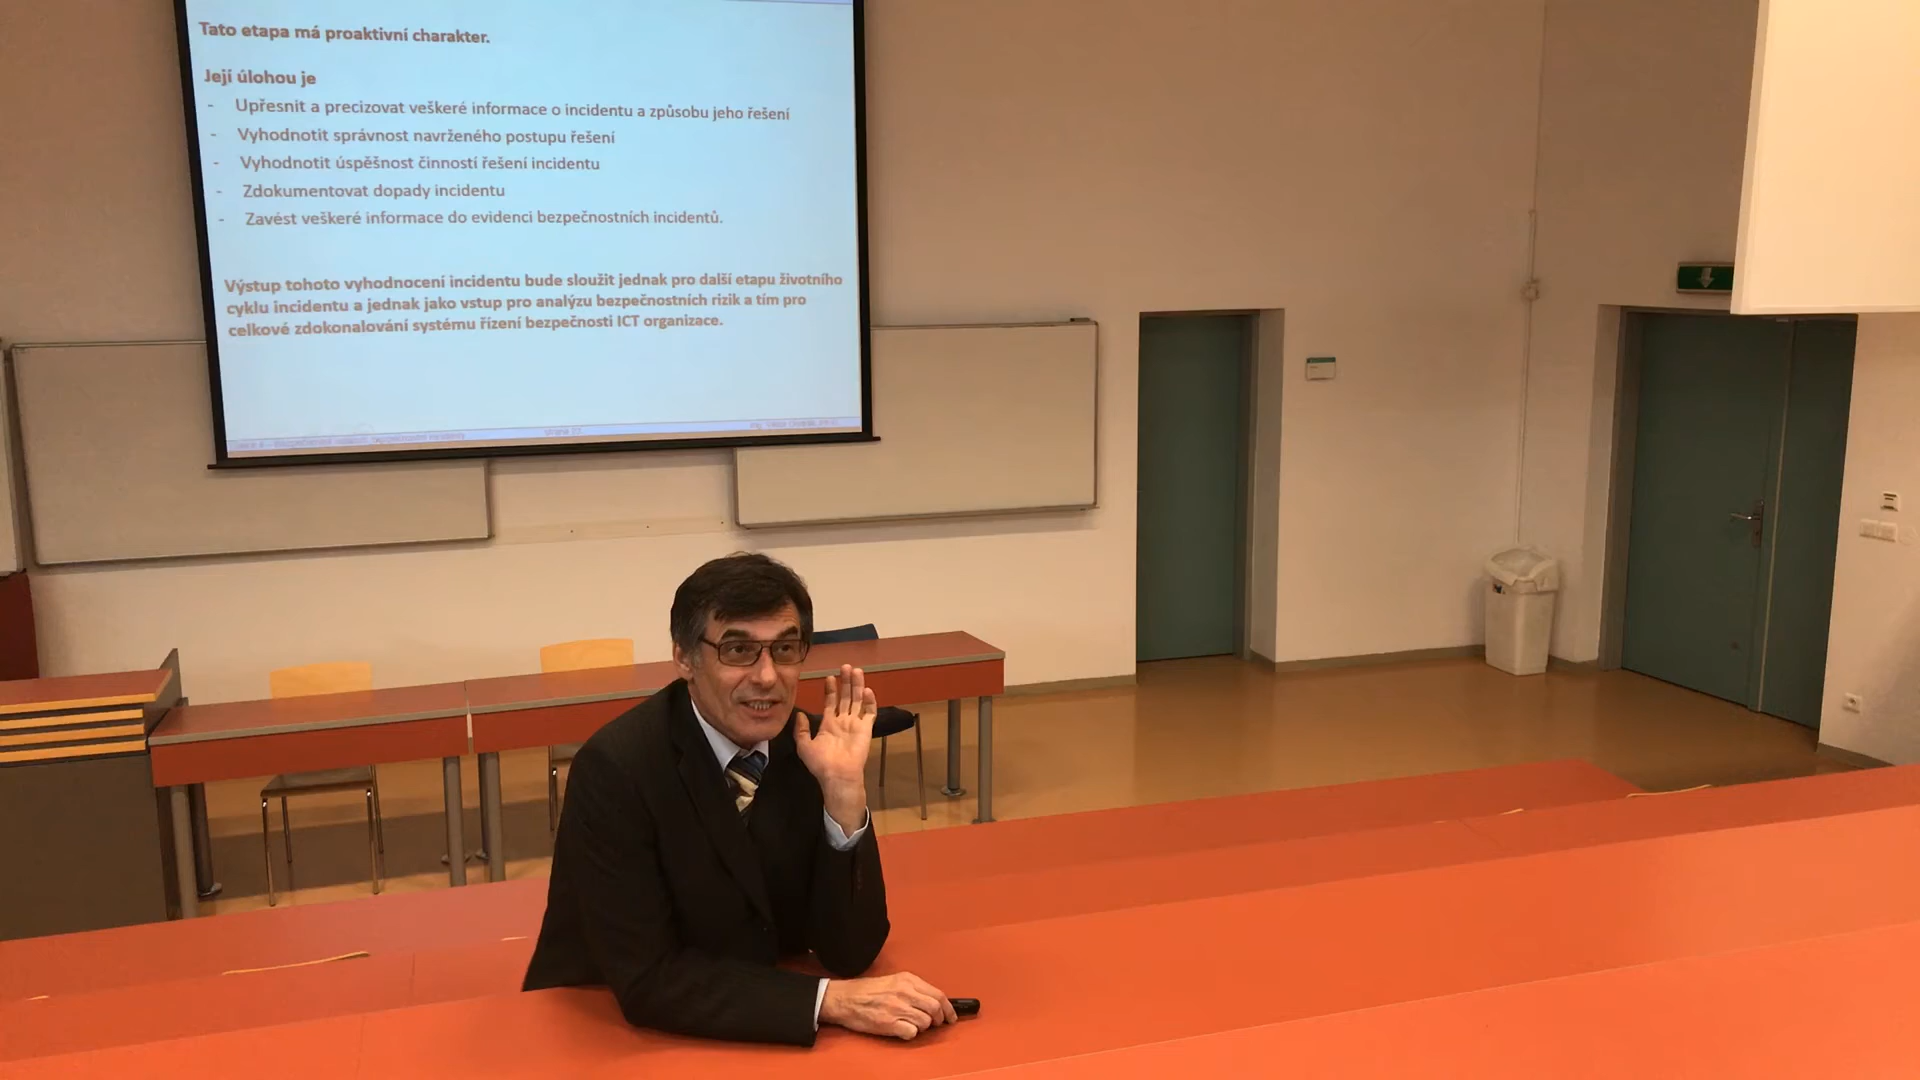 Tato etapa má proaktivní charakter.
Její úlohou je
- Upřesnit a precizovat veškeré informace o incidentu a způsobu jeho řešení
- Vyhodnotit správnost navrženého postupu řešení
- Vyhodnotit úspěšnost činností řešení incidentu
- Zdokumentovat dopady incidentu
- Zavést veškeré informace do evidenci bezpečnostních incidentů.
Výstup tohoto vyhodnocení incidentu bude sloužit jednak pro další etapu životního
cyklu incidentu a jednak jako vstup pro analýzu bezpečnostních rizik a tím pro
celkové zdokonalování systému řízení bezpečnosti ICT organizace.